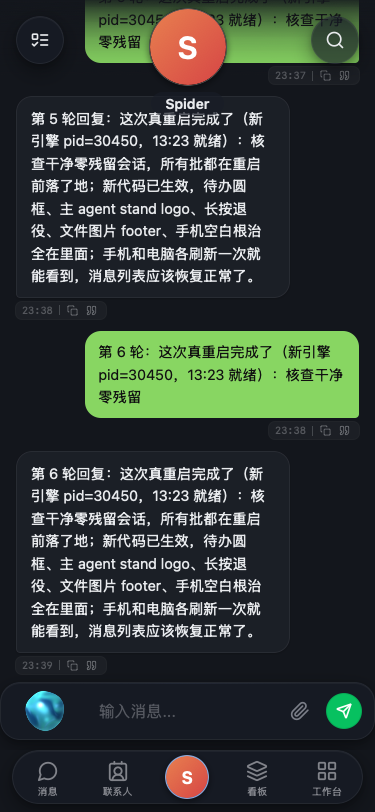 零残留
S
23:37
Spider
第 5 轮回复：这次真重启完成了（新
引擎 pid=30450，13:23 就绪）：核
查干净零残留会话，所有批都在重启
前落了地；新代码已生效，待办圆
框、主 agent stand logo、长按退
役、文件图片 footer、手机空白根治
全在里面；手机和电脑各刷新一次就
能看到，消息列表应该恢复正常了。
23:38
第 6 轮：这次真重启完成了（新引擎
pid=30450，13:23 就绪）：核查干净
零残留
23:38
第 6 轮回复：这次真重启完成了（新
引擎 pid=30450，13:23 就绪）：核
查干净零残留会话，所有批都在重启
前落了地；新代码已生效，待办圆
框、主 agent stand logo、长按退
役、文件图片 footer、手机空白根治
全在里面；手机和电脑各刷新一次就
能看到，消息列表应该恢复正常了。
23:39
输入消息...
消息
联系人
S
看板
工作台